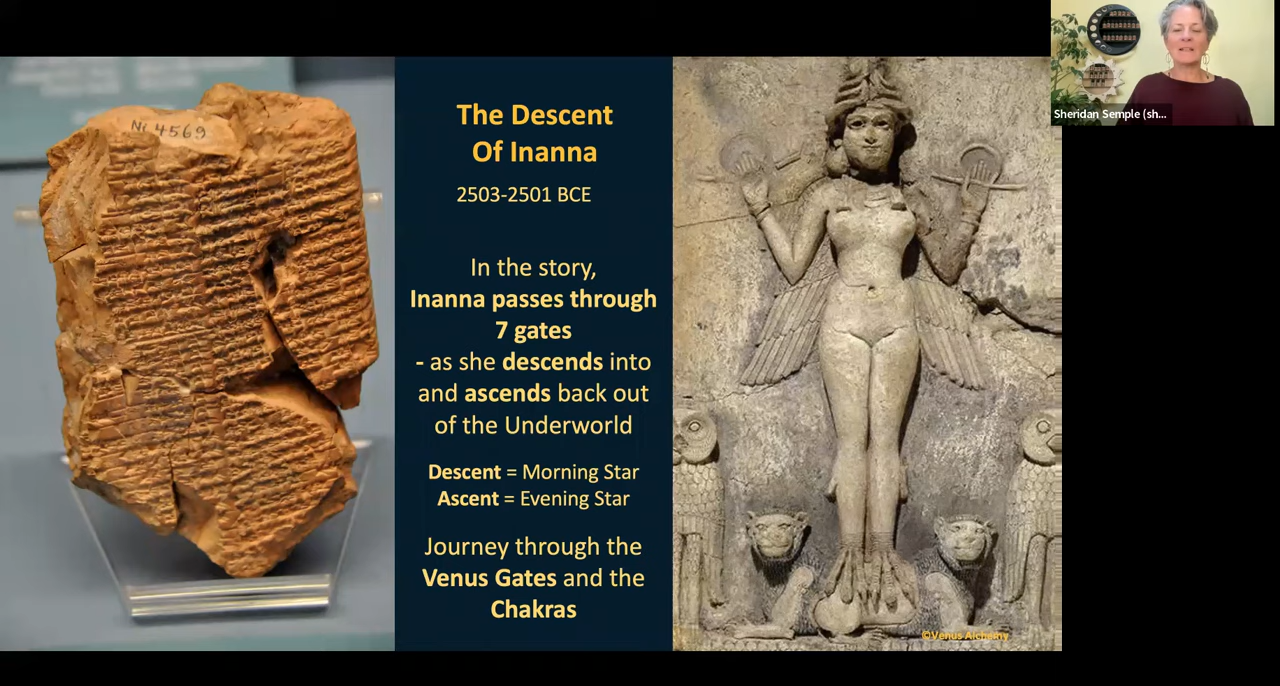 Nr 4569
The Descent
Of Inanna
2503-2501 BCE
In the story,
Inanna passes through
7 gates
- as she descends into
and ascends back out
of the Underworld
Descent = Morning Star
Ascent = Evening Star
Journey through the
Venus Gates and the
Chakras
©Venus Alchemy
Sheridan Semple (sh...